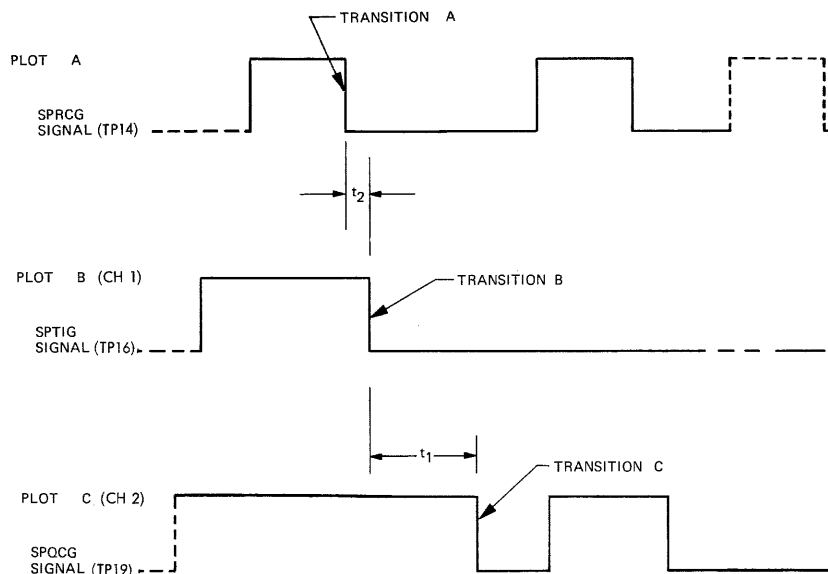 TRANSITION A
PLOT A
SPRCG
SIGNAL (TP14)
t2
PLOT B (CH 1)
TRANSITION B
SPTIG
SIGNAL (TP16)
t1
TRANSITION C
PLOT C (CH 2)
SPQCG
SIGNAL (TP19)